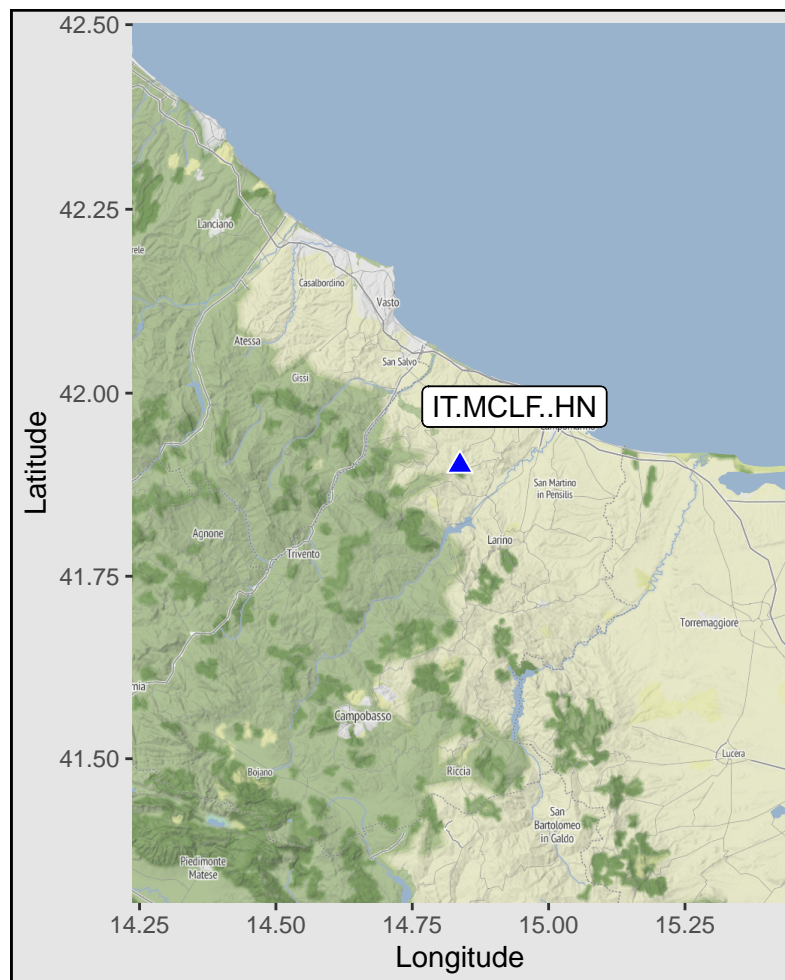 42.50
42.25
42.00
41.75
41.50
Latitude
Lanciano
Casalbordino
Vasto
Atessa
San Salvo
Gissi
IT.MCLF..HN
San Martino
in Pensilis
Agnone
Trivento
Larino
Torremaggiore
Campobasso
Bojano
Riccia
Lucera
San
Bartolomeo
in Galdo
Piedimonte
Matese
14.25
14.50
14.75
15.00
15.25
Longitude